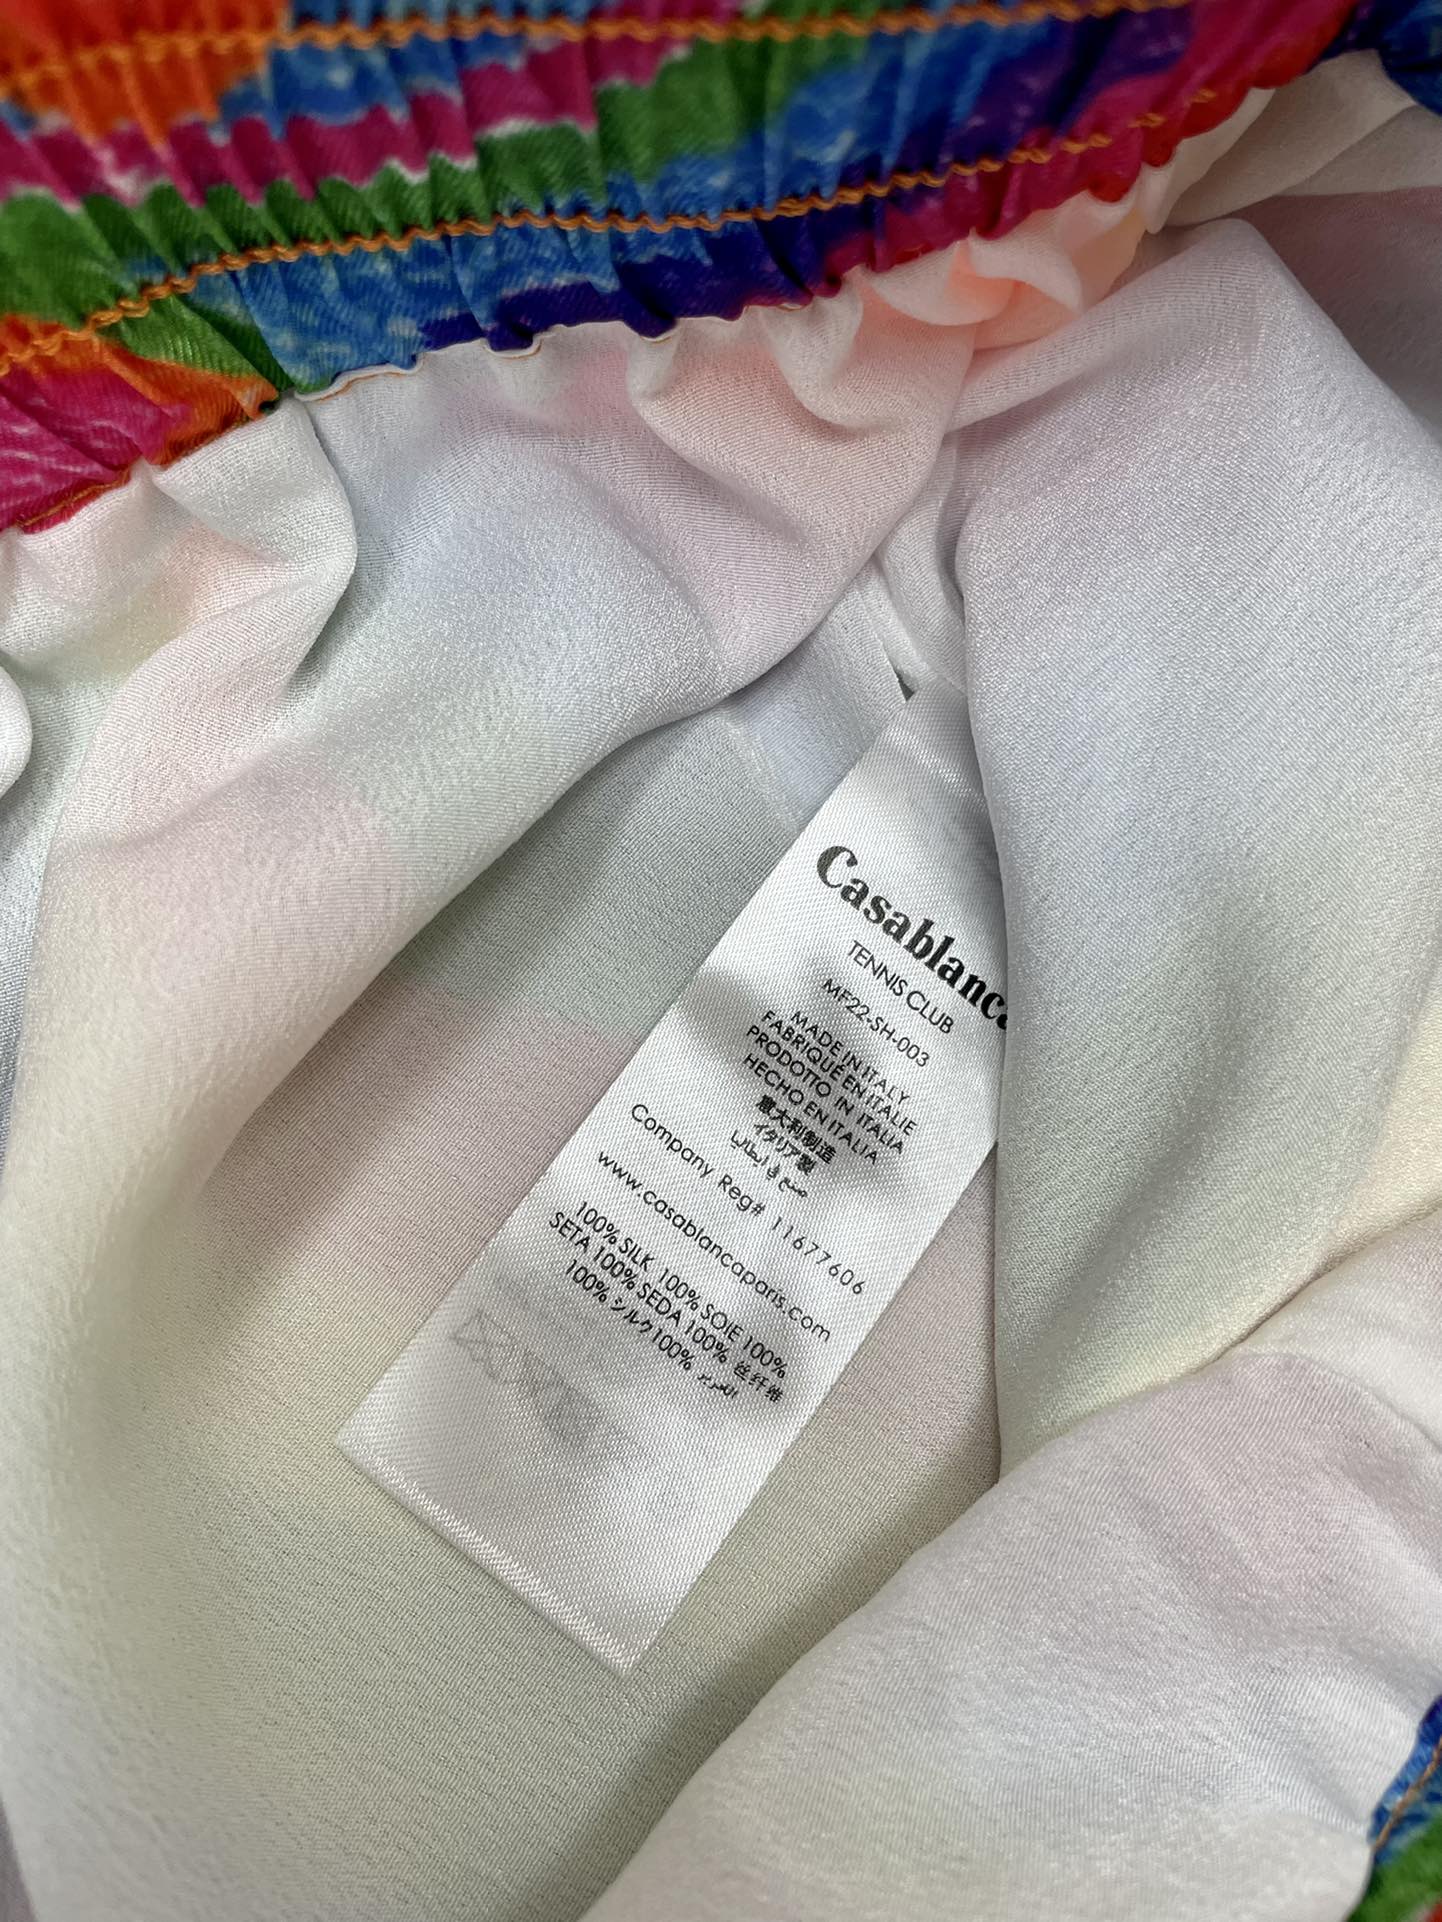 Casablanca
TENNIS CLUB
MF22-SH-003
MADE IN ITALY
FABRIQUÉ EN ITALIE
PRODOTTO IN ITALIA
HECHO EN ITALIA
意大利制造
イタリア製
صنع في ايطاليا
Company Reg# 11677606
www.casablancaparis.com
100% SILK 100% SOIE 100%
SETA 100% SEDA 100% 丝纤维
100% シルク100%